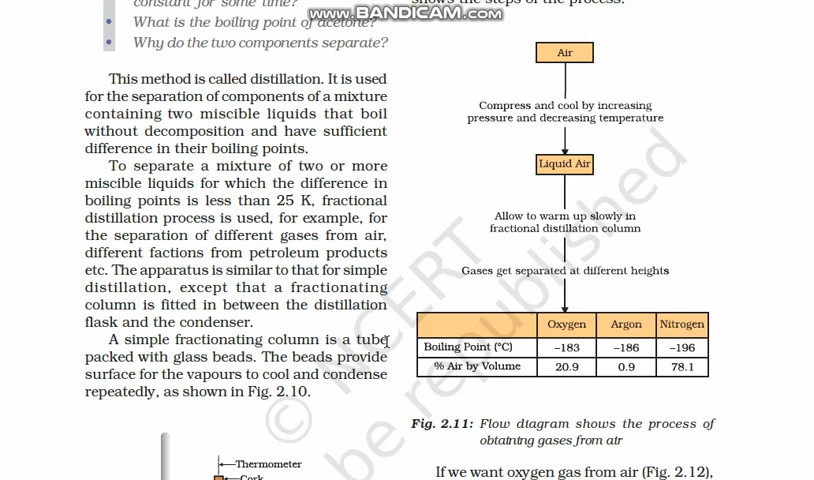 constant for some time?
• What is the boiling point of acetone?
• Why do the two components separate?
This method is called distillation. It is used
for the separation of components of a mixture
containing two miscible liquids that boil
without decomposition and have sufficient
difference in their boiling points.
To separate a mixture of two or more
miscible liquids for which the difference in
boiling points is less than 25 K, fractional
distillation process is used, for example, for
the separation of different gases from air,
different factions from petroleum products
etc. The apparatus is similar to that for simple
distillation, except that a fractionating
column is fitted in between the distillation
flask and the condenser.
A simple fractionating column is a tube
packed with glass beads. The beads provide
surface for the vapours to cool and condense
repeatedly, as shown in Fig. 2.10.
Thermometer
Cork
www.BANDICAM.com
shows the steps of the process.
Air
Compress and cool by increasing
pressure and decreasing temperature
Liquid Air
Allow to warm up slowly in
fractional distillation column
Gases get separated at different heights
Oxygen Argon Nitrogen
Boiling Point (°C) –183 –186 –196
% Air by Volume 20.9 0.9 78.1
Fig. 2.11: Flow diagram shows the process of
obtaining gases from air
If we want oxygen gas from air (Fig. 2.12),
© NCERT
be republished